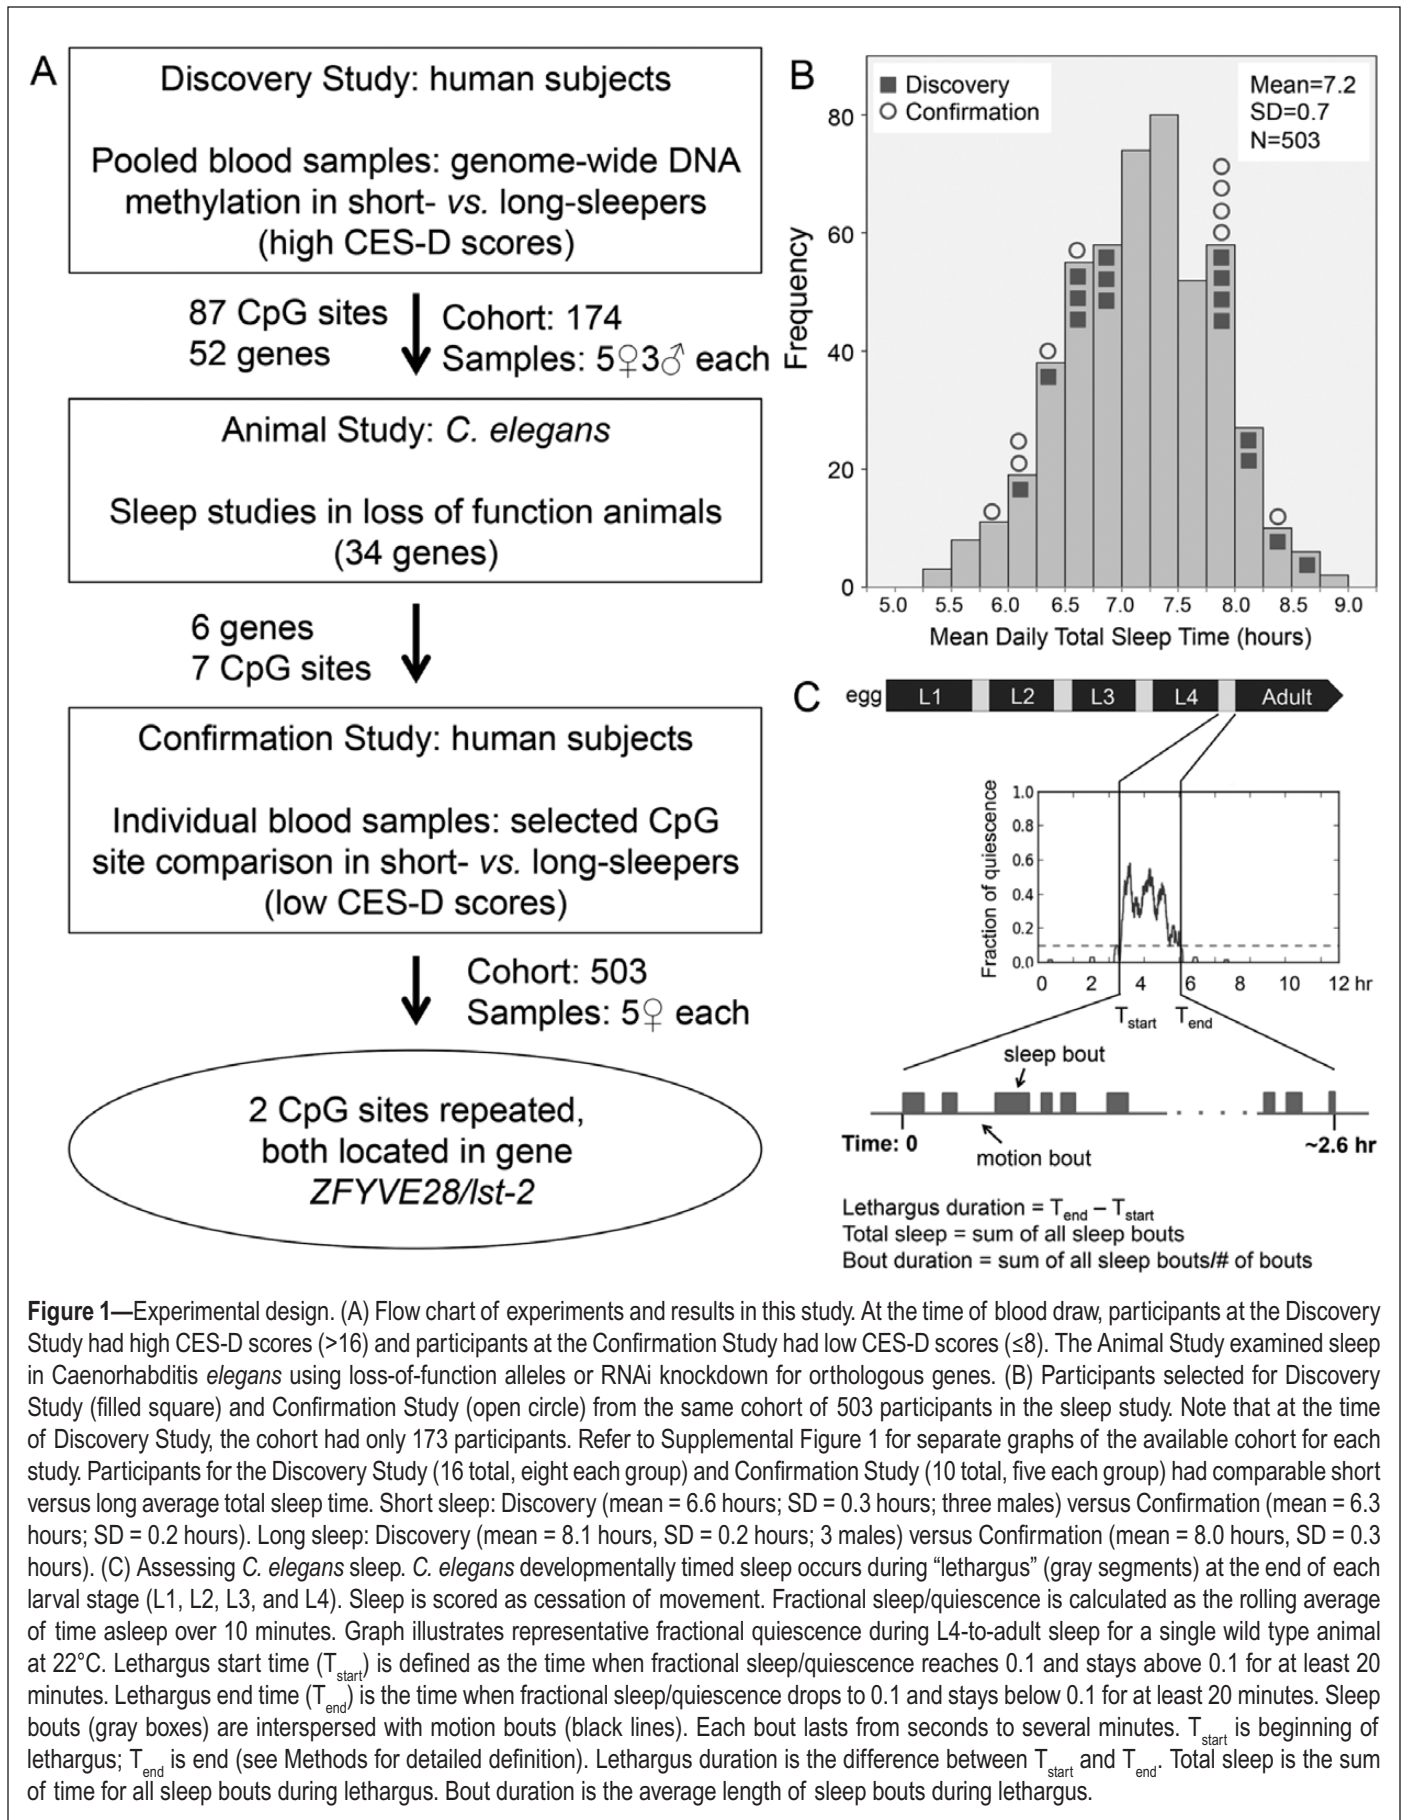 A
Discovery Study: human subjects
Pooled blood samples: genome-wide DNA
methylation in short- vs. long-sleepers
(high CES-D scores)
87 CpG sites
52 genes
Cohort: 174
Samples: 5♀3♂ each
Animal Study: C. elegans
Sleep studies in loss of function animals
(34 genes)
6 genes
7 CpG sites
Confirmation Study: human subjects
Individual blood samples: selected CpG
site comparison in short- vs. long-sleepers
(low CES-D scores)
Cohort: 503
Samples: 5♀ each
2 CpG sites repeated,
both located in gene
ZFYVE28/lst-2
B
Discovery
Confirmation
Mean=7.2
SD=0.7
N=503
Frequency
80
60
40
20
0
5.0 5.5 6.0 6.5 7.0 7.5 8.0 8.5 9.0
Mean Daily Total Sleep Time (hours)
C
egg L1 L2 L3 L4 Adult
Fraction of quiescence
1.0
0.8
0.6
0.4
0.2
0.0
0 2 4 6 8 10 12 hr
Tstart Tend
sleep bout
Time: 0
motion bout
~2.6 hr
Lethargus duration = Tend – Tstart
Total sleep = sum of all sleep bouts
Bout duration = sum of all sleep bouts/# of bouts
Figure 1—Experimental design. (A) Flow chart of experiments and results in this study. At the time of blood draw, participants at the Discovery
Study had high CES-D scores (>16) and participants at the Confirmation Study had low CES-D scores (≤8). The Animal Study examined sleep
in Caenorhabditis elegans using loss-of-function alleles or RNAi knockdown for orthologous genes. (B) Participants selected for Discovery
Study (filled square) and Confirmation Study (open circle) from the same cohort of 503 participants in the sleep study. Note that at the time
of Discovery Study, the cohort had only 173 participants. Refer to Supplemental Figure 1 for separate graphs of the available cohort for each
study. Participants for the Discovery Study (16 total, eight each group) and Confirmation Study (10 total, five each group) had comparable short
versus long average total sleep time. Short sleep: Discovery (mean = 6.6 hours; SD = 0.3 hours; three males) versus Confirmation (mean = 6.3
hours; SD = 0.2 hours). Long sleep: Discovery (mean = 8.1 hours, SD = 0.2 hours; 3 males) versus Confirmation (mean = 8.0 hours, SD = 0.3
hours). (C) Assessing C. elegans sleep. C. elegans developmentally timed sleep occurs during “lethargus” (gray segments) at the end of each
larval stage (L1, L2, L3, and L4). Sleep is scored as cessation of movement. Fractional sleep/quiescence is calculated as the rolling average
of time asleep over 10 minutes. Graph illustrates representative fractional quiescence during L4-to-adult sleep for a single wild type animal
at 22°C. Lethargus start time (Tstart) is defined as the time when fractional sleep/quiescence reaches 0.1 and stays above 0.1 for at least 20
minutes. Lethargus end time (Tend) is the time when fractional sleep/quiescence drops to 0.1 and stays below 0.1 for at least 20 minutes. Sleep
bouts (gray boxes) are interspersed with motion bouts (black lines). Each bout lasts from seconds to several minutes. Tstart is beginning of
lethargus; Tend is end (see Methods for detailed definition). Lethargus duration is the difference between Tstart and Tend. Total sleep is the sum
of time for all sleep bouts during lethargus. Bout duration is the average length of sleep bouts during lethargus.